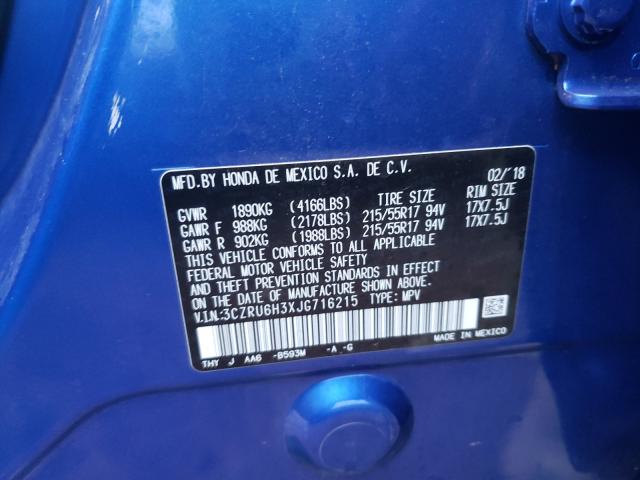 MFD.BY HONDA DE MEXICO S.A. DE C.V. 02/'18
GVWR 1890KG (4166LBS) TIRE SIZE RIM SIZE
GAWR F 988KG (2178LBS) 215/55R17 94V 17X7.5J
GAWR R 902KG (1988LBS) 215/55R17 94V 17X7.5J
THIS VEHICLE CONFORMS TO ALL APPLICABLE
FEDERAL MOTOR VEHICLE SAFETY
AND THEFT PREVENTION STANDARDS IN EFFECT
ON THE DATE OF MANUFACTURE SHOWN ABOVE.
V.I.N.:3CZRU6H3XJG716215 TYPE: MPV
THY J AA6 -B593M -A -G MADE IN MEXICO